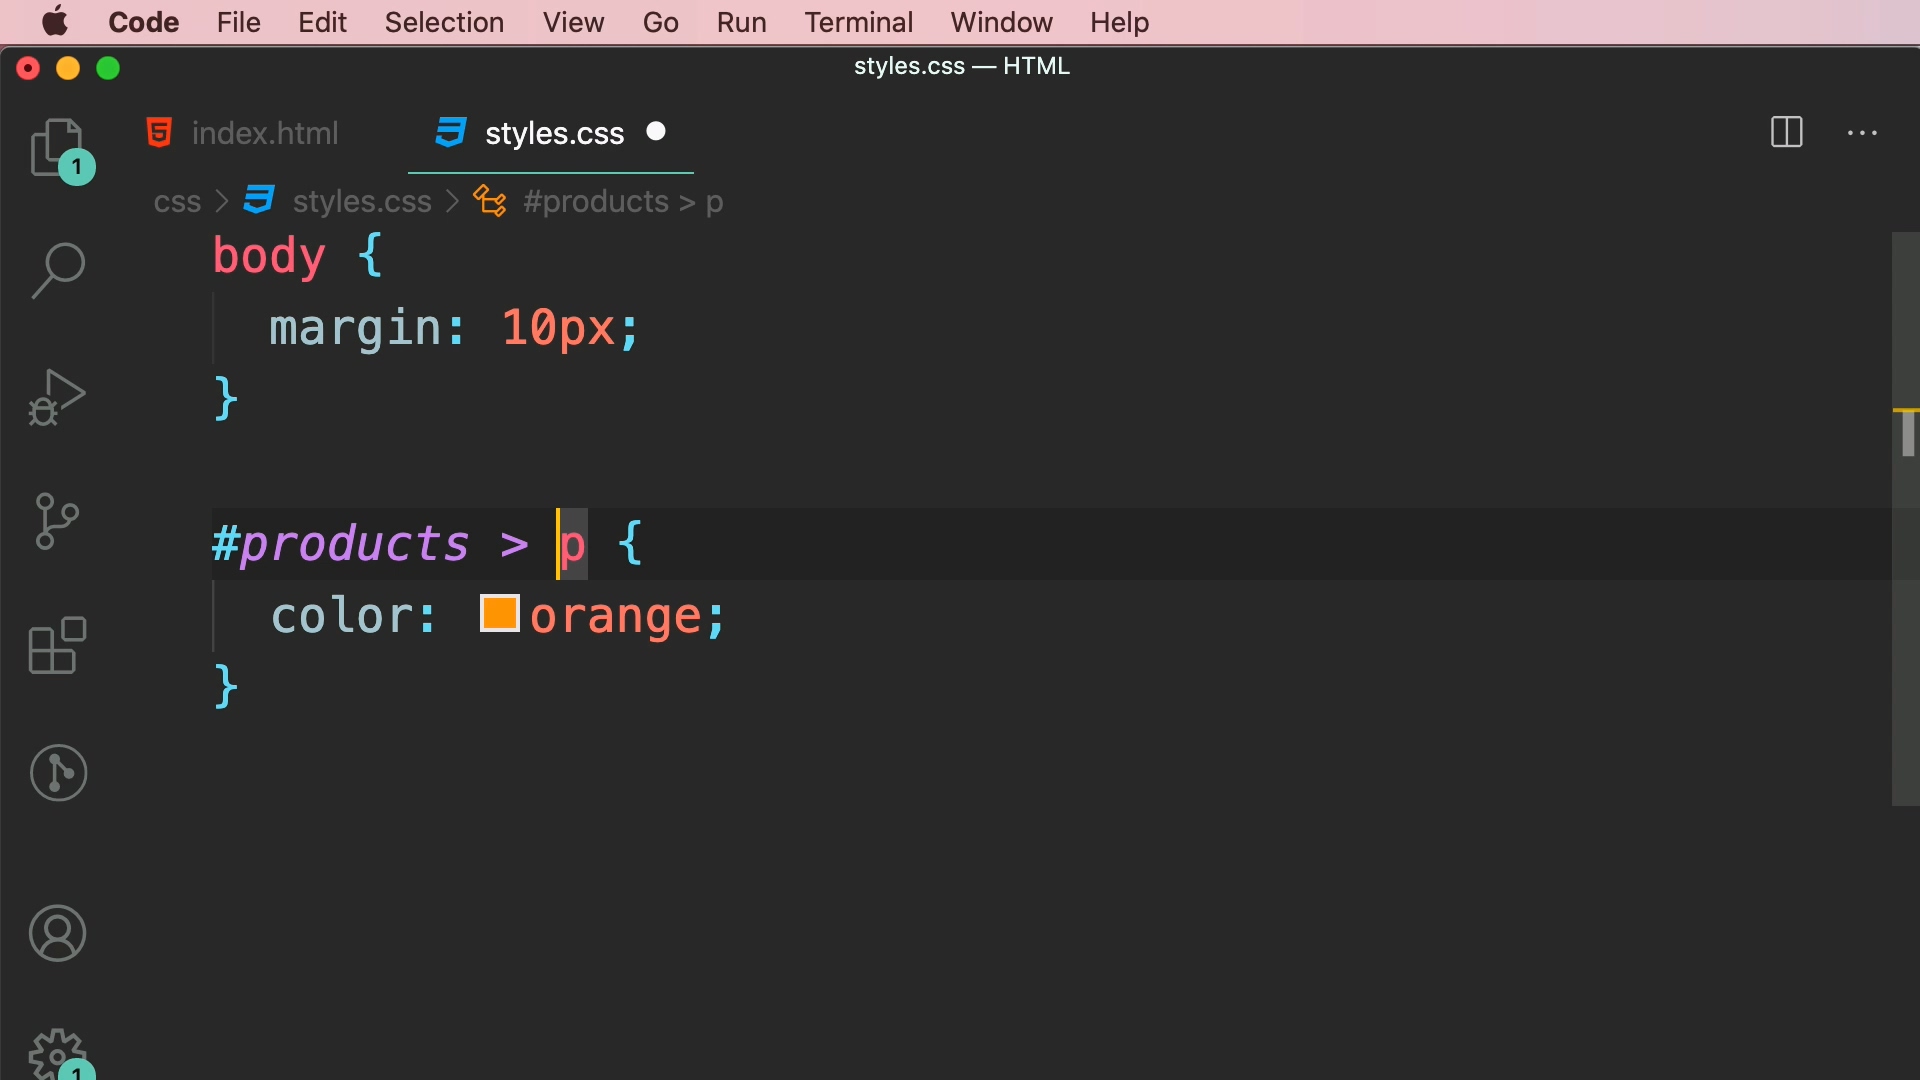 Code File Edit Selection View Go Run Terminal Window Help
styles.css — HTML
index.html styles.css
1
css > styles.css > #products > p
body {
margin: 10px;
}
#products > p {
color: orange;
}
1